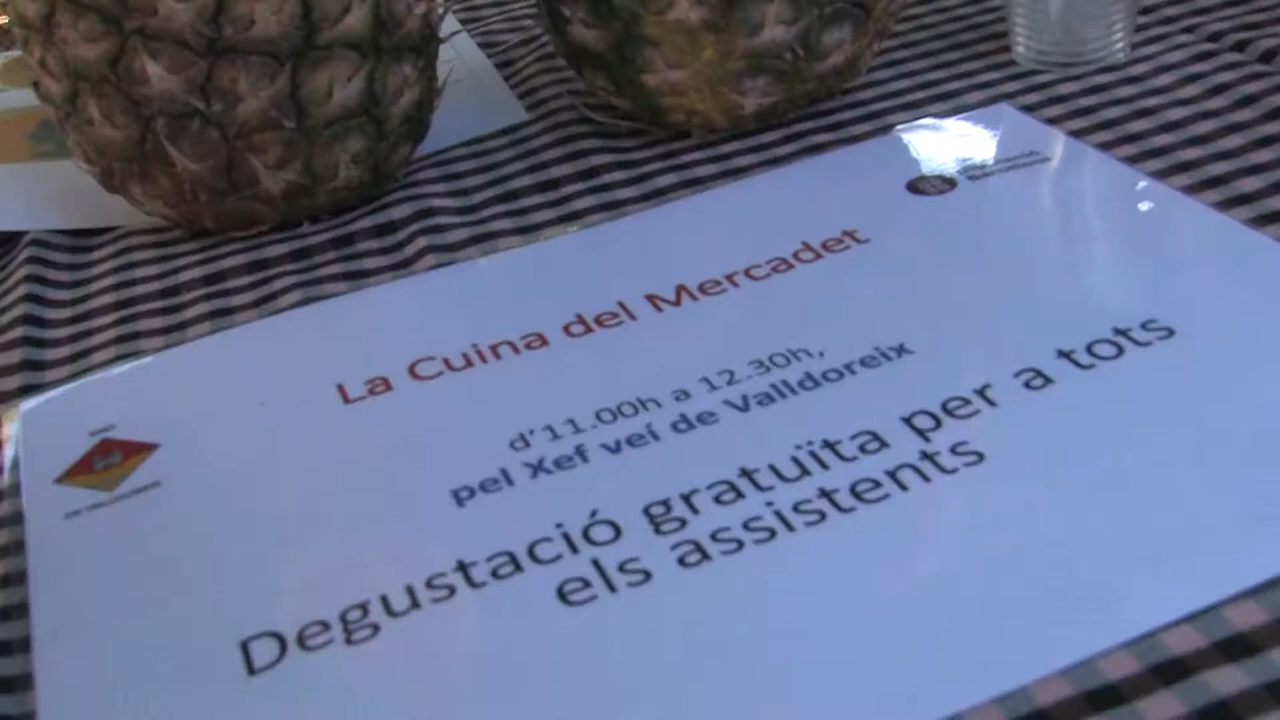 La Cuina del Mercadet
d'11.00h a 12.30h,
pel Xef veí de Valldoreix
Degustació gratuïta per a tots
els assistents